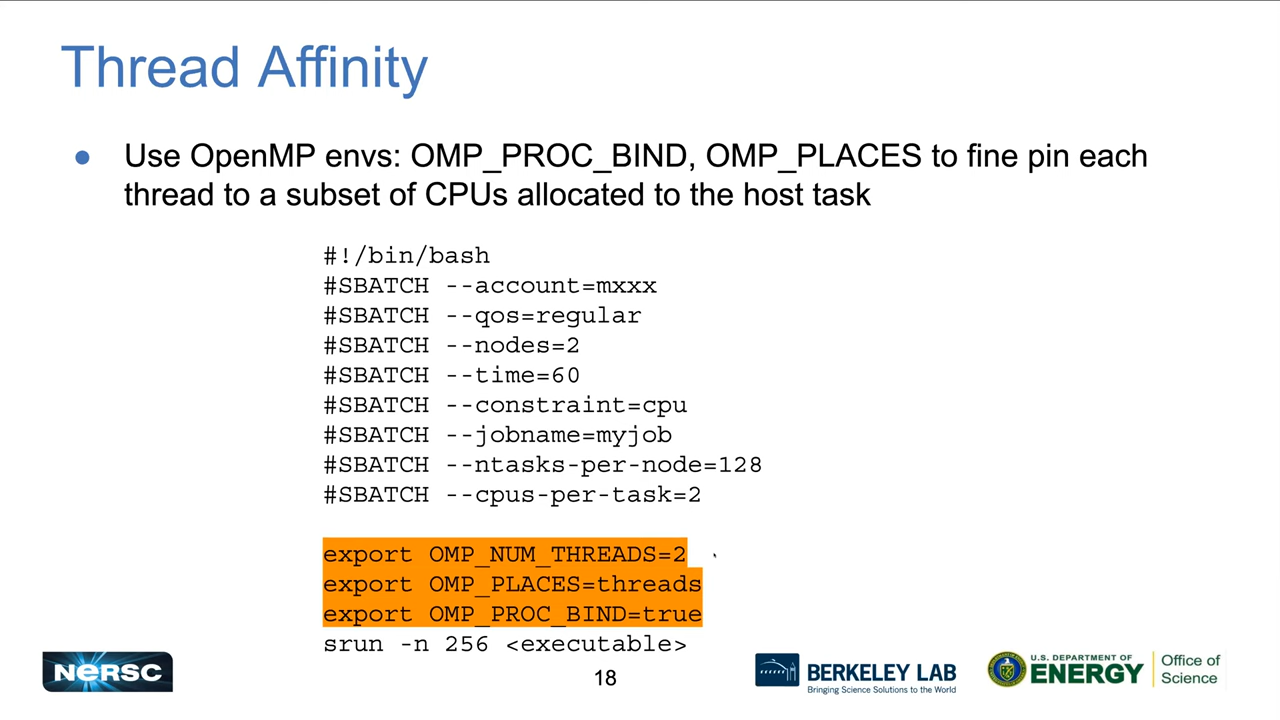 Thread Affinity
● Use OpenMP envs: OMP_PROC_BIND, OMP_PLACES to fine pin each
thread to a subset of CPUs allocated to the host task
#!/bin/bash
#SBATCH --account=mxxx
#SBATCH --qos=regular
#SBATCH --nodes=2
#SBATCH --time=60
#SBATCH --constraint=cpu
#SBATCH --jobname=myjob
#SBATCH --ntasks-per-node=128
#SBATCH --cpus-per-task=2
export OMP_NUM_THREADS=2
export OMP_PLACES=threads
export OMP_PROC_BIND=true
srun -n 256 <executable>
NERSC
18
BERKELEY LAB
Bringing Science Solutions to the World
U.S. DEPARTMENT OF
ENERGY
Office of
Science